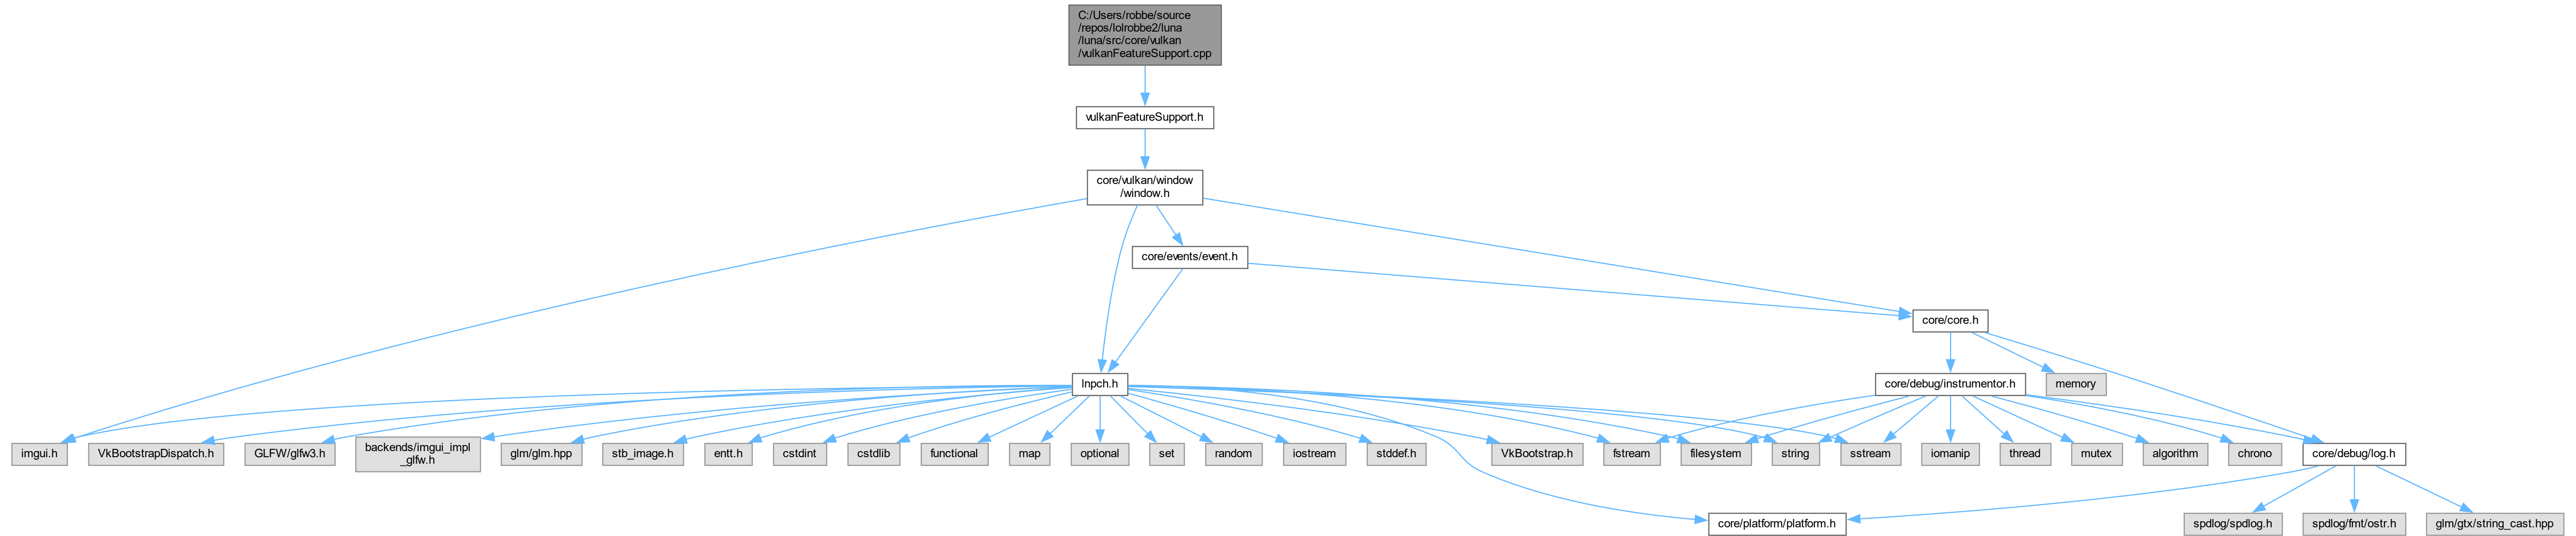 C:/Users/robbe/source
/repos/lolrobbe2/luna
/luna/src/core/vulkan
/vulkanFeatureSupport.cpp
vulkanFeatureSupport.h
core/vulkan/window
/window.h
core/events/event.h
core/core.h
lnpch.h
core/debug/instrumentor.h
memory
imgui.h
VkBootstrapDispatch.h
GLFW/glfw3.h
backends/imgui_impl
_glfw.h
glm/glm.hpp
stb_image.h
entt.h
cstdint
cstdlib
functional
map
optional
set
random
iostream
stddef.h
VkBootstrap.h
fstream
filesystem
string
sstream
iomanip
thread
mutex
algorithm
chrono
core/debug/log.h
core/platform/platform.h
spdlog/spdlog.h
spdlog/fmt/ostr.h
glm/gtx/string_cast.hpp